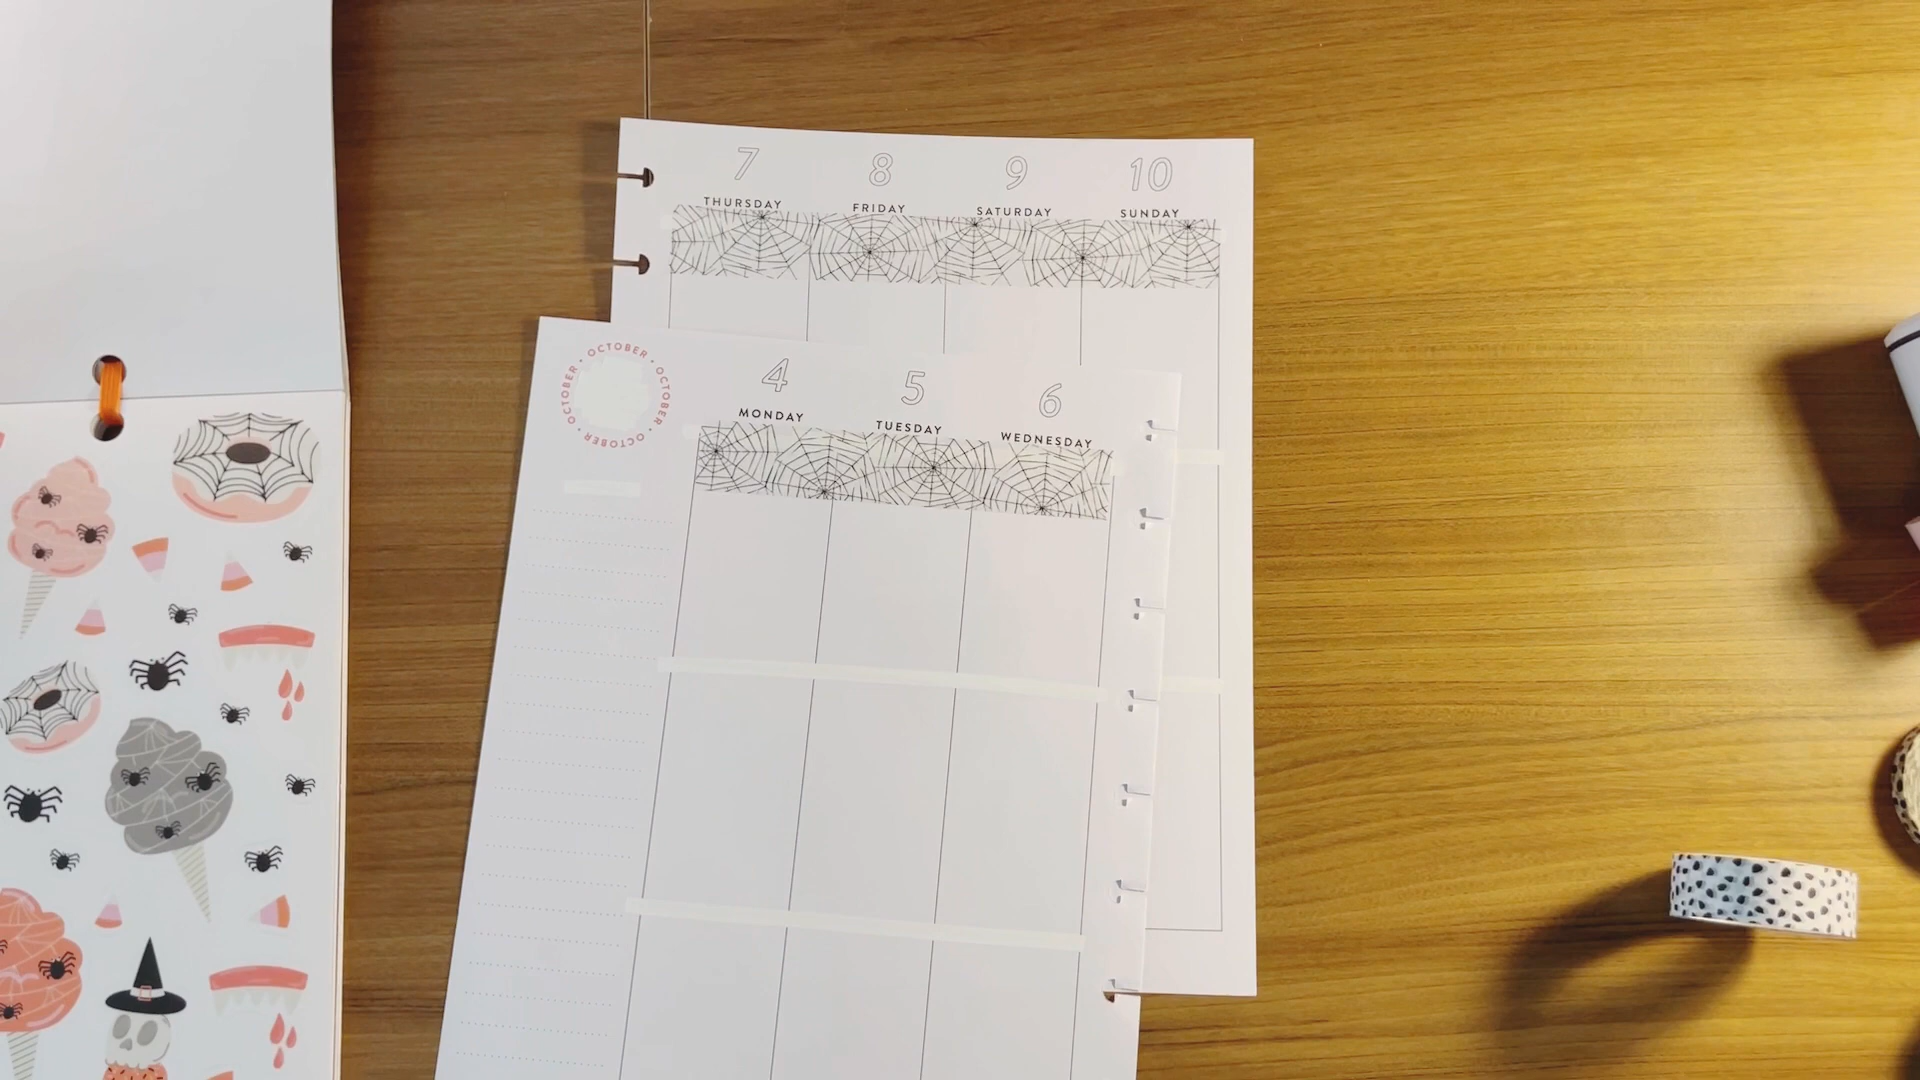 7 8 9 10
THURSDAY FRIDAY SATURDAY SUNDAY
OCTOBER • OCTOBER • OCTOBER • OCTOBER •
4 5 6
MONDAY TUESDAY WEDNESDAY